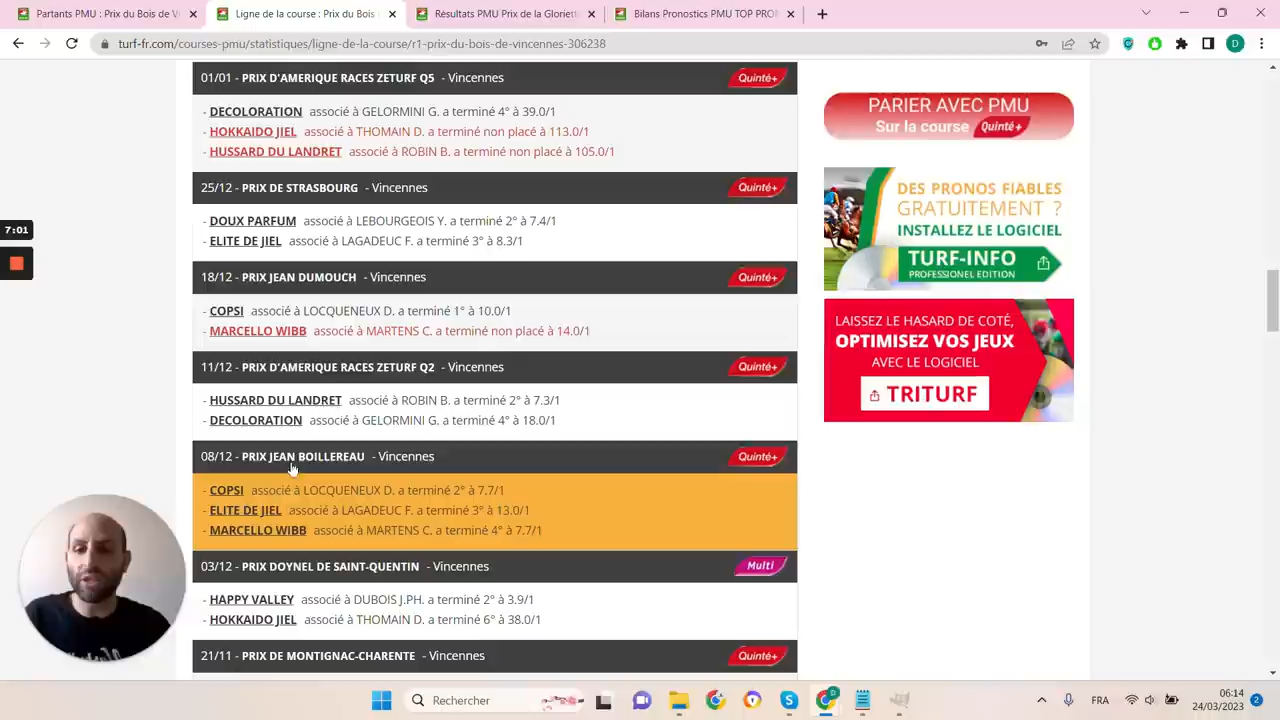 Partants PMU : Prix du Bois de V
Ligne de la course : Prix du Bois
Résultats PMU Prix de la Gloriett
Bilans Pronostics PMU TOP PRO
turf-fr.com/courses-pmu/statistiques/ligne-de-la-course/r1-prix-du-bois-de-vincennes-306238
D
01/01 - PRIX D'AMERIQUE RACES ZETURF Q5 - Vincennes
Quinté+
- DECOLORATION associé à GELORMINI G. a terminé 4° à 39.0/1
- HOKKAIDO JIEL associé à THOMAIN D. a terminé non placé à 113.0/1
- HUSSARD DU LANDRET associé à ROBIN B. a terminé non placé à 105.0/1
25/12 - PRIX DE STRASBOURG - Vincennes
Quinté+
- DOUX PARFUM associé à LEBOURGEOIS Y. a terminé 2° à 7.4/1
- ELITE DE JIEL associé à LAGADEUC F. a terminé 3° à 8.3/1
18/12 - PRIX JEAN DUMOUCH - Vincennes
Quinté+
- COPSI associé à LOCQUENEUX D. a terminé 1° à 10.0/1
- MARCELLO WIBB associé à MARTENS C. a terminé non placé à 14.0/1
11/12 - PRIX D'AMERIQUE RACES ZETURF Q2 - Vincennes
Quinté+
- HUSSARD DU LANDRET associé à ROBIN B. a terminé 2° à 7.3/1
- DECOLORATION associé à GELORMINI G. a terminé 4° à 18.0/1
08/12 - PRIX JEAN BOILLEREAU - Vincennes
Quinté+
- COPSI associé à LOCQUENEUX D. a terminé 2° à 7.7/1
- ELITE DE JIEL associé à LAGADEUC F. a terminé 3° à 13.0/1
- MARCELLO WIBB associé à MARTENS C. a terminé 4° à 7.7/1
03/12 - PRIX DOYNEL DE SAINT-QUENTIN - Vincennes
Multi
- HAPPY VALLEY associé à DUBOIS J.PH. a terminé 2° à 3.9/1
- HOKKAIDO JIEL associé à THOMAIN D. a terminé 6° à 38.0/1
21/11 - PRIX DE MONTIGNAC-CHARENTE - Vincennes
Quinté+
PARIER AVEC PMU
Sur la course Quinté+
DES PRONOS FIABLES
GRATUITEMENT ?
INSTALLEZ LE LOGICIEL
TURF-INFO
PROFESSIONEL EDITION
LAISSEZ LE HASARD DE COTÉ,
OPTIMISEZ VOS JEUX
AVEC LE LOGICIEL
TRITURF
7:01
Rechercher
D
FRA
06:14
24/03/2023
2